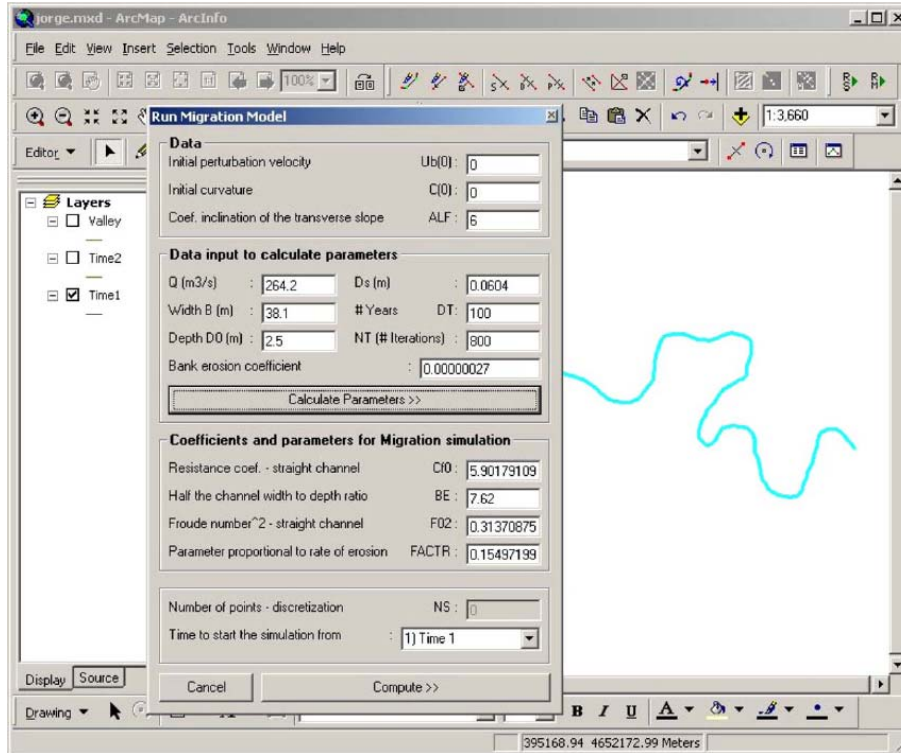 jorge.mxd - ArcMap - ArcInfo
File Edit View Insert Selection Tools Window Help
100%
1:3,660
Editor
Layers
Valley
Time2
Time1
Display Source
Run Migration Model
Data
Initial perturbation velocity Ub(0) : 0
Initial curvature C(0) : 0
Coef. inclination of the transverse slope ALF : 6
Data input to calculate parameters
Q (m3/s) : 264.2 Ds (m) : 0.0604
Width B (m) : 38.1 # Years DT: 100
Depth D0 (m) : 2.5 NT (# Iterations) : 800
Bank erosion coefficient : 0.00000027
Calculate Parameters >>
Coefficients and parameters for Migration simulation
Resistance coef. - straight channel Cf0 : 5.90179109
Half the channel width to depth ratio BE : 7.62
Froude number^2 - straight channel F02 : 0.31370875
Parameter proportional to rate of erosion FACTR : 0.15497199
Number of points - discretization NS : 0
Time to start the simulation from : 1) Time 1
Cancel Compute >>
Drawing B I U A
395168.94 4652172.99 Meters